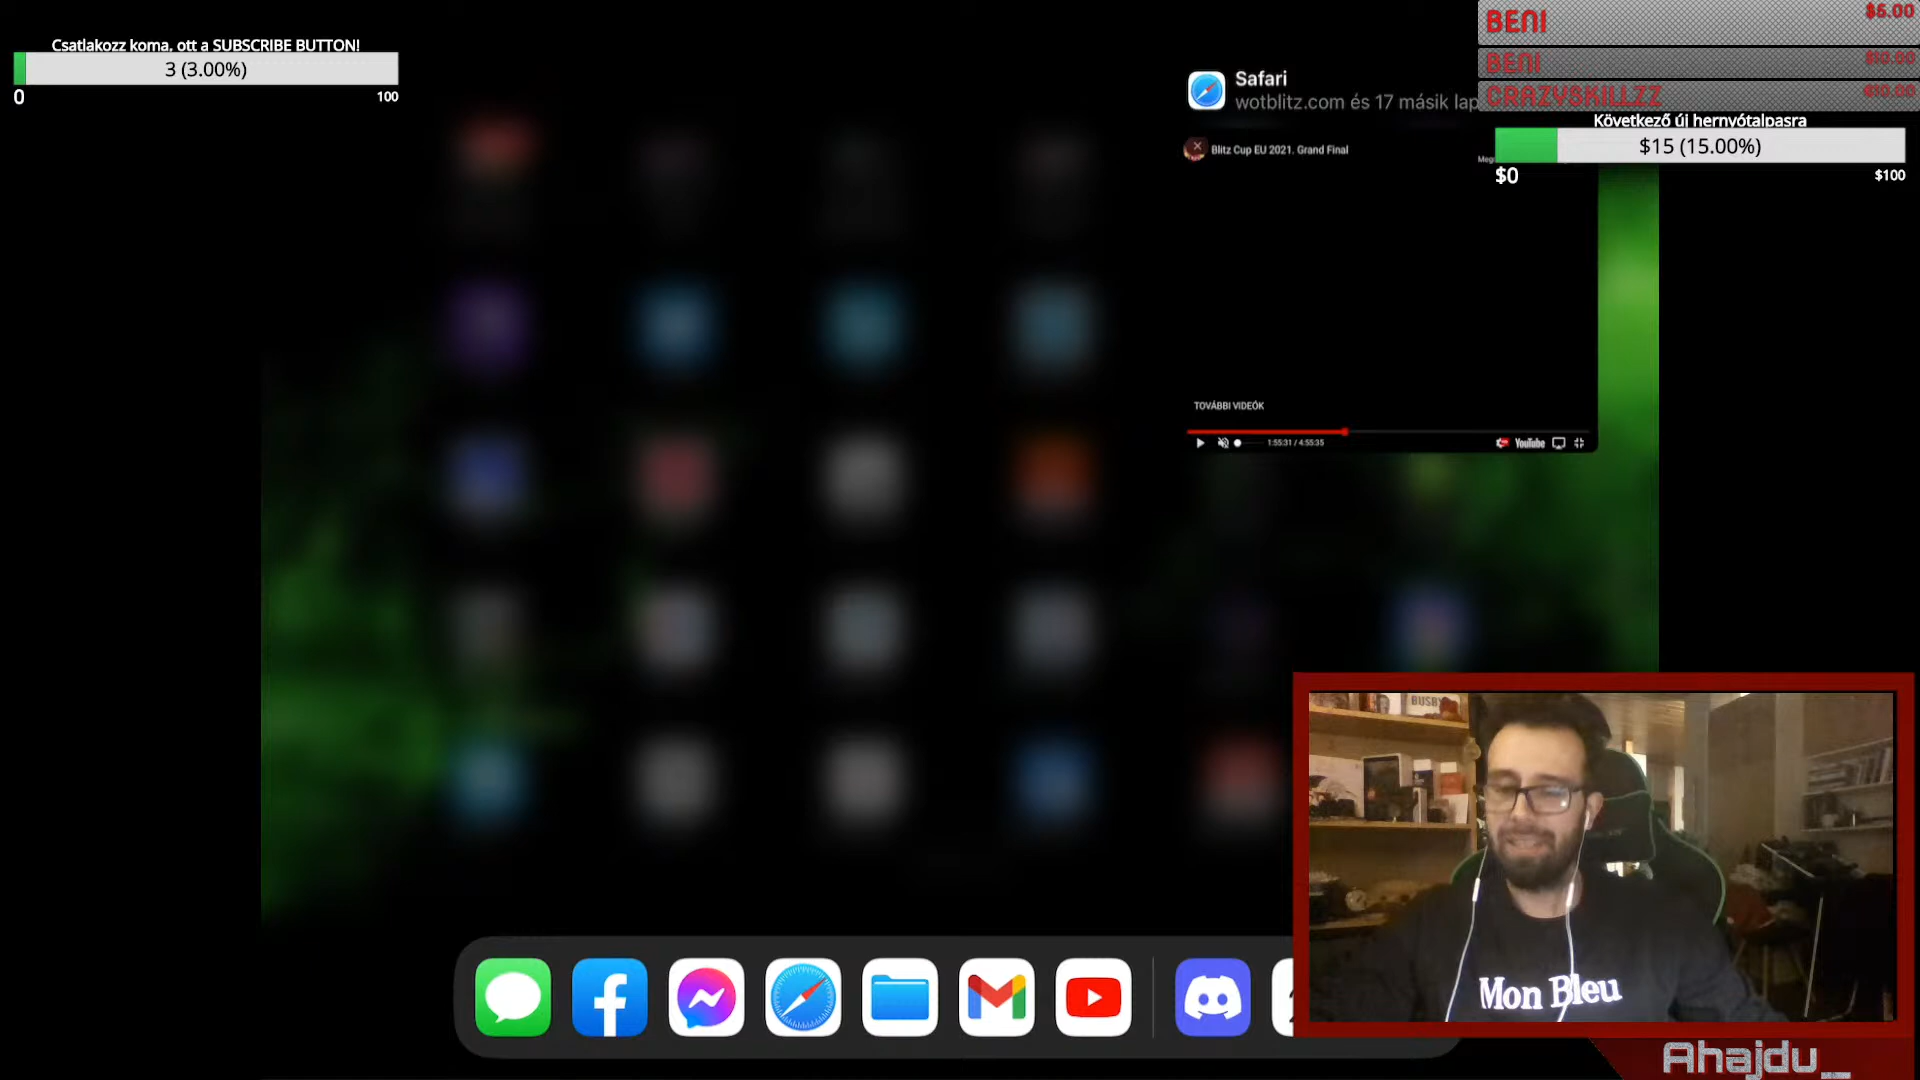 Csatlakozz koma, ott a SUBSCRIBE BUTTON!
3 (3.00%)
0
100
Safari
wotblitz.com és 17 másik lap
Blitz Cup EU 2021. Grand Final
TOVÁBBI VIDEÓK
1:55:31 / 4:55:35
YouTube
BENI
$5.00
BENI
$10.00
CRAZYSKILLZZ
$10.00
Következő új hernyótalpasra
$15 (15.00%)
$0
$100
BUSBY
Mon Bleu
Ahajdu_